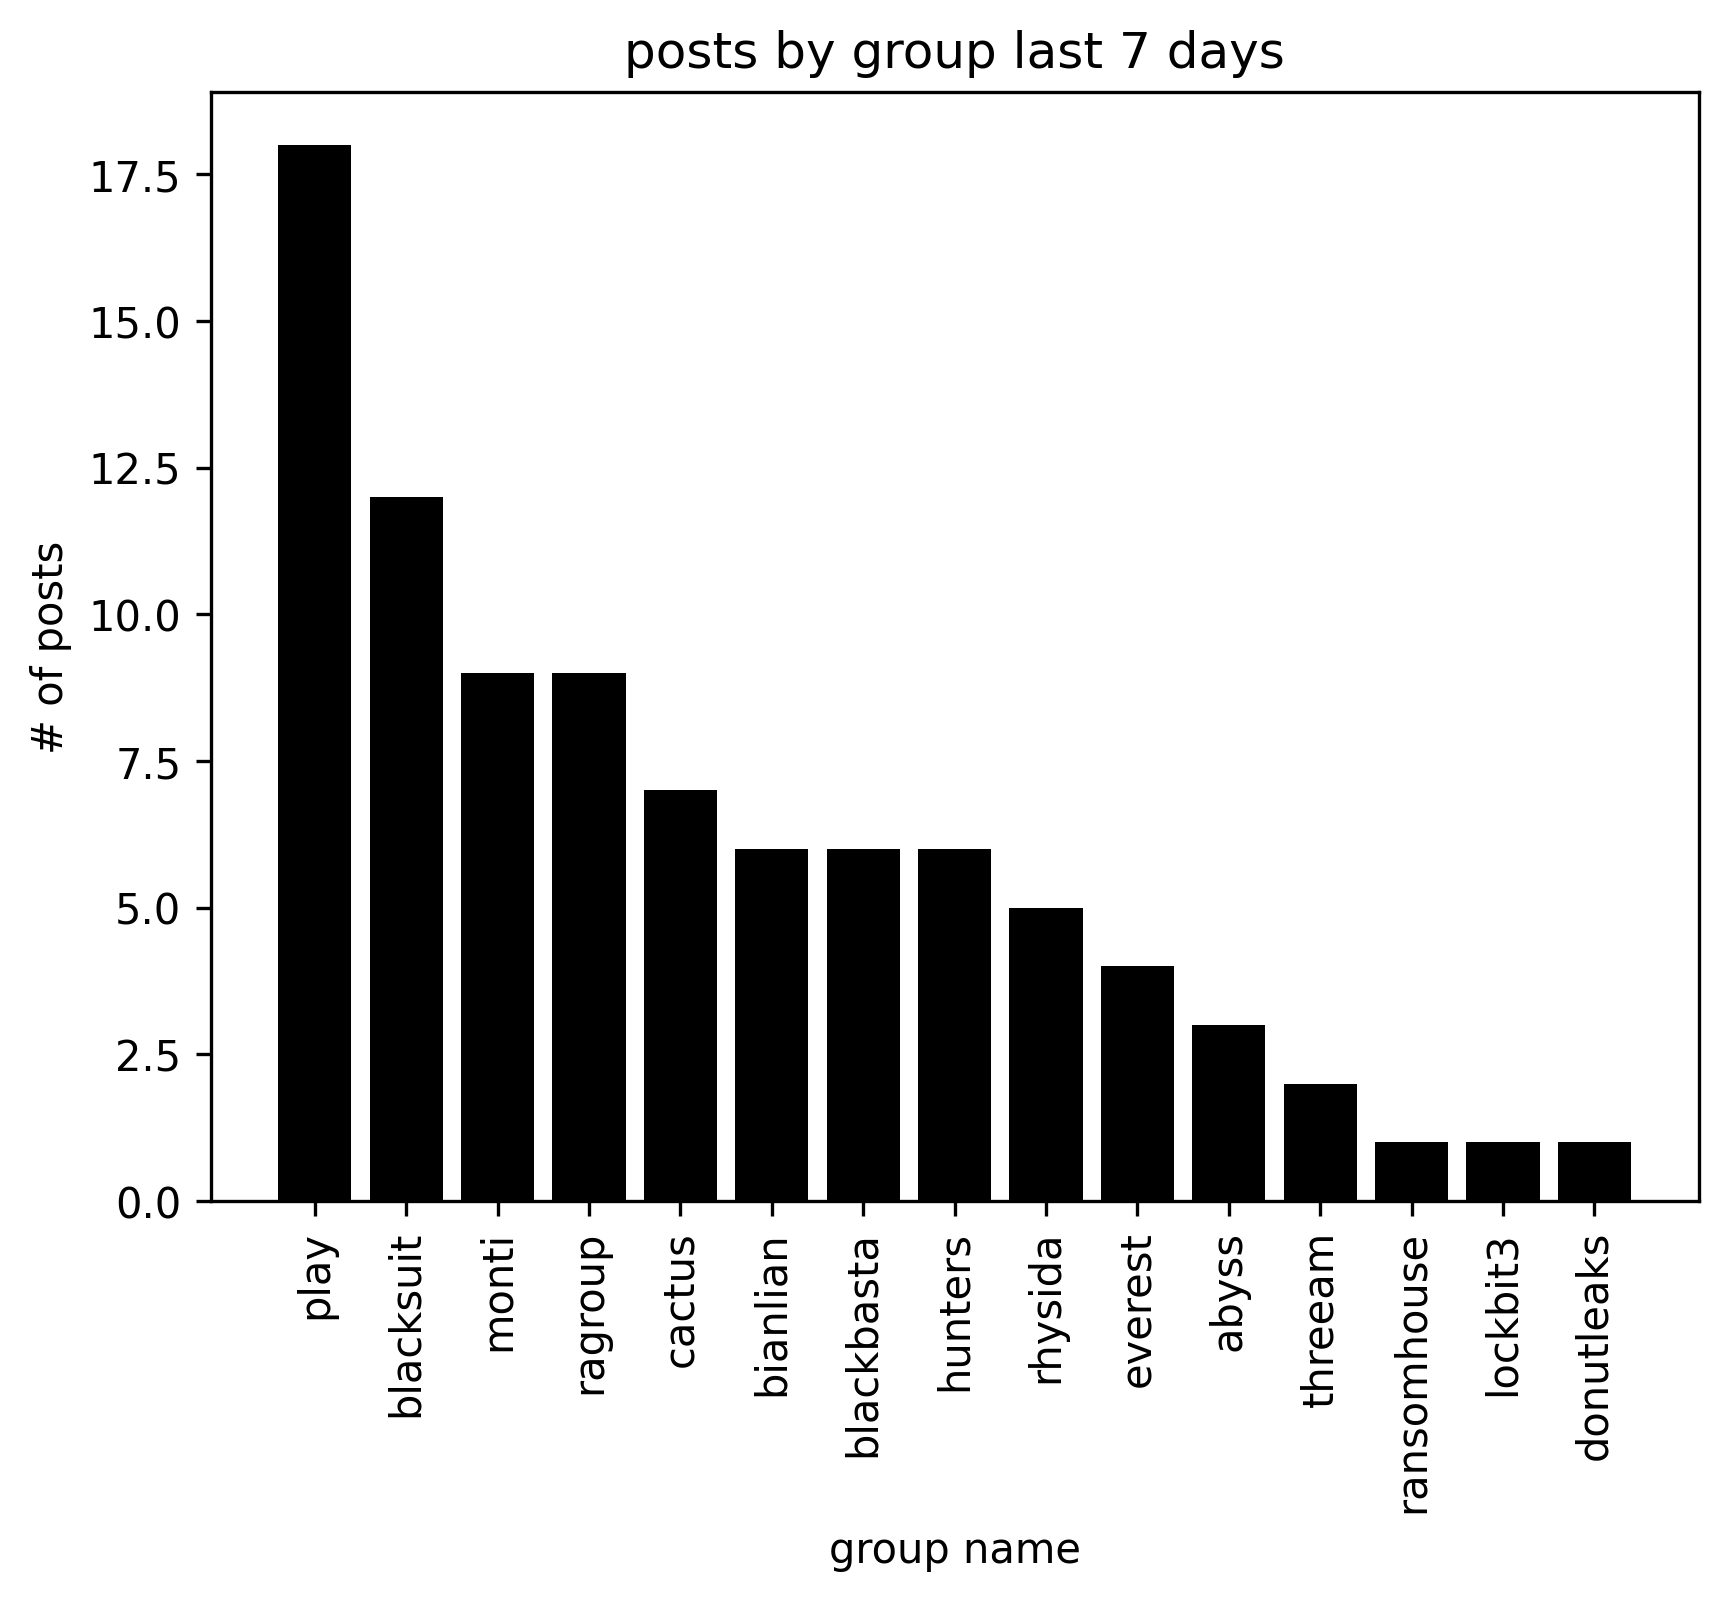 posts by group last 7 days
17.5
15.0
12.5
10.0
7.5
5.0
2.5
0.0
# of posts
play
blacksuit
monti
ragroup
cactus
bianlian
blackbasta
hunters
rhysida
everest
abyss
threeam
ransomhouse
lockbit3
donutleaks
group name